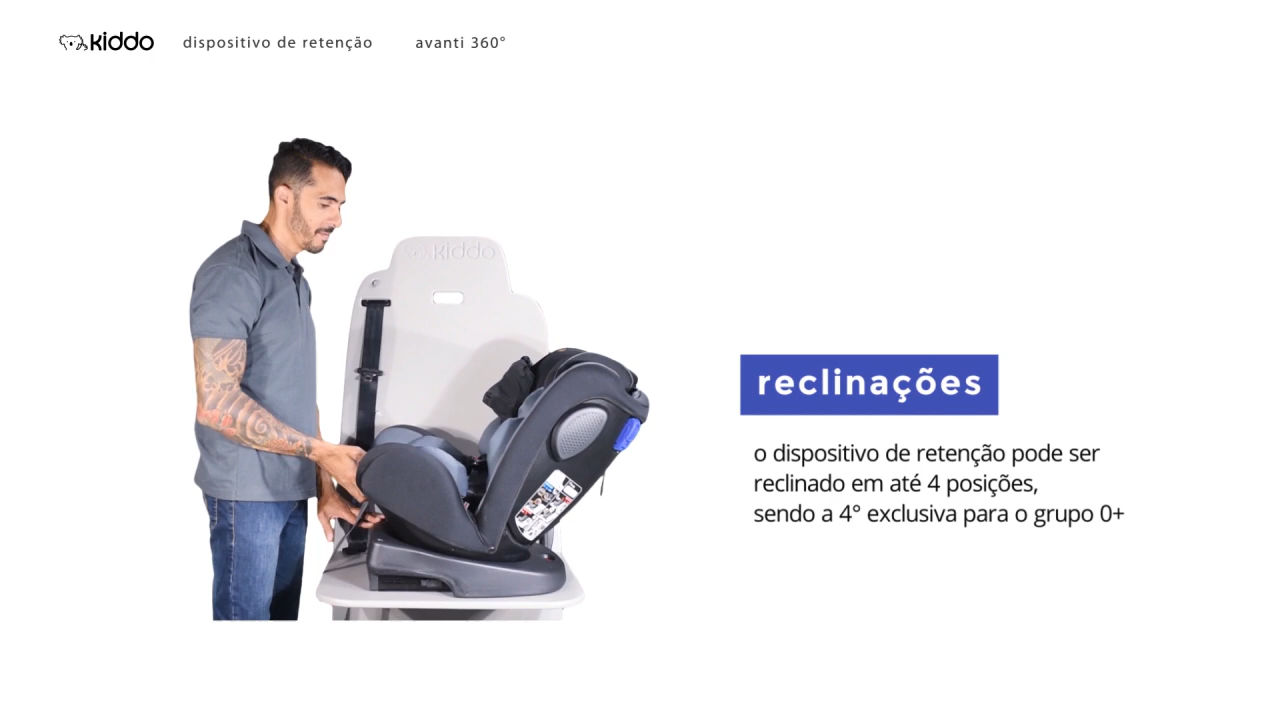 kiddo dispositivo de retenção avanti 360°
kiddo
reclinações
o dispositivo de retenção pode ser
reclinado em até 4 posições,
sendo a 4° exclusiva para o grupo 0+